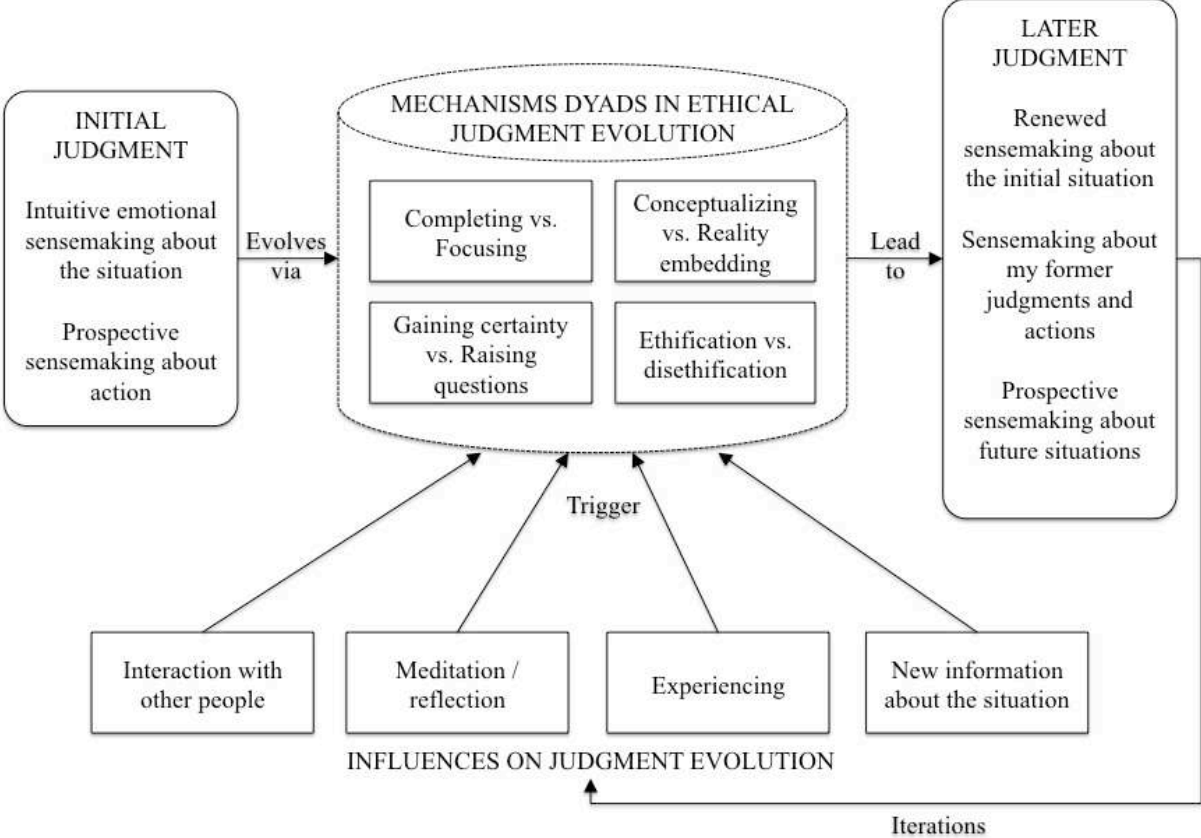 INITIAL
JUDGMENT
Intuitive emotional
sensemaking about
the situation
Prospective
sensemaking about
action
Evolves
via
MECHANISMS DYADS IN ETHICAL
JUDGMENT EVOLUTION
Completing vs.
Focusing
Conceptualizing
vs. Reality
embedding
Gaining certainty
vs. Raising
questions
Ethification vs.
disethification
Lead
to
LATER
JUDGMENT
Renewed
sensemaking about
the initial situation
Sensemaking about
my former
judgments and
actions
Prospective
sensemaking about
future situations
Trigger
Interaction with
other people
Meditation /
reflection
Experiencing
New information
about the situation
INFLUENCES ON JUDGMENT EVOLUTION
Iterations